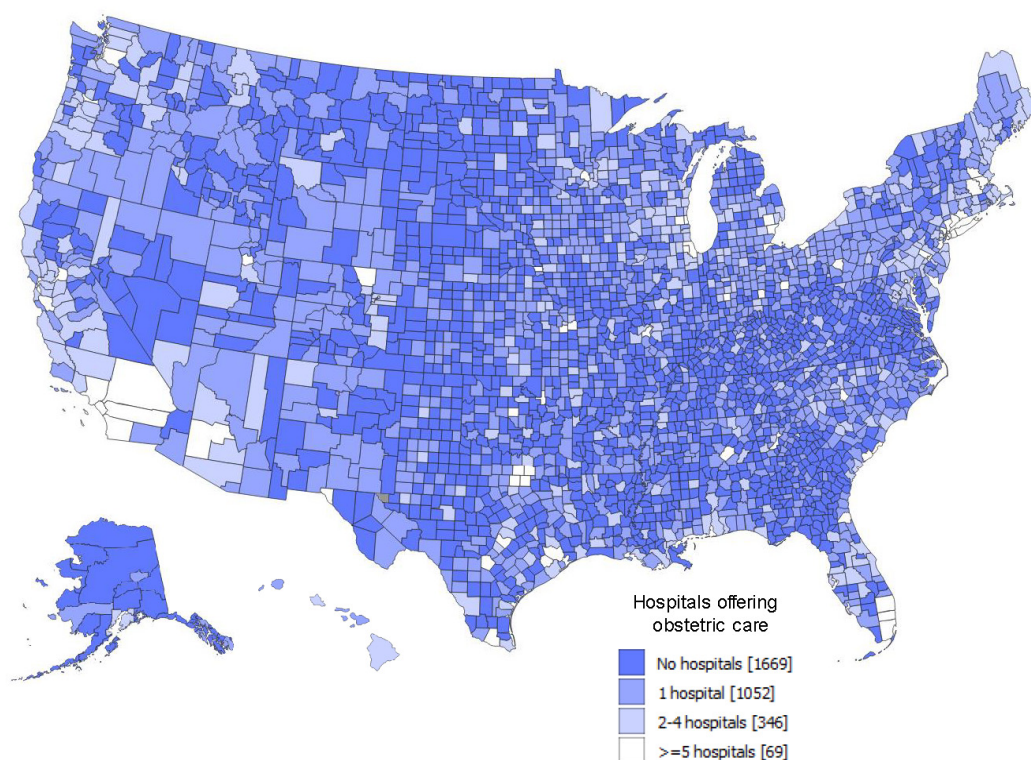 Hospitals offering
obstetric care
No hospitals [1669]
1 hospital [1052]
2-4 hospitals [346]
>=5 hospitals [69]